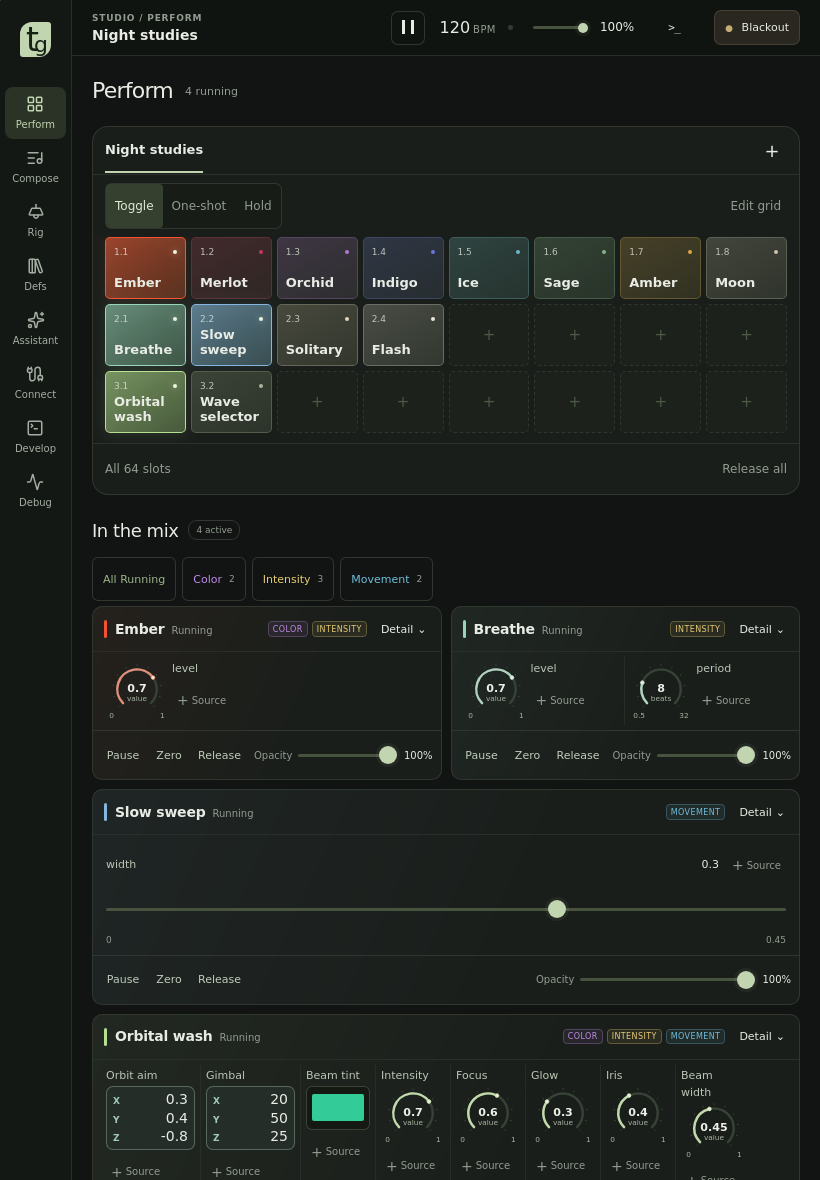 tg
STUDIO / PERFORM
Night studies
120 BPM
100%
>_
Blackout
Perform
Compose
Rig
Defs
Assistant
Connect
Develop
Debug
Perform
4 running
Night studies
+
Toggle
One-shot
Hold
Edit grid
1.1
Ember
1.2
Merlot
1.3
Orchid
1.4
Indigo
1.5
Ice
1.6
Sage
1.7
Amber
1.8
Moon
2.1
Breathe
2.2
Slow
sweep
2.3
Solitary
2.4
Flash
+
+
+
+
3.1
Orbital
wash
3.2
Wave
selector
+
+
+
+
+
+
All 64 slots
Release all
In the mix
4 active
All Running
Color 2
Intensity 3
Movement 2
Ember Running
COLOR
INTENSITY
Detail
level
0.7
value
0
1
+ Source
Pause
Zero
Release
Opacity
100%
Breathe Running
INTENSITY
Detail
level
0.7
value
0
1
+ Source
period
8
beats
0.5
32
+ Source
Pause
Zero
Release
Opacity
100%
Slow sweep Running
MOVEMENT
Detail
width
0.3
+ Source
0
0.45
Pause
Zero
Release
Opacity
100%
Orbital wash Running
COLOR
INTENSITY
MOVEMENT
Detail
Orbit aim
X 0.3
Y 0.4
Z -0.8
+ Source
Gimbal
X 20
Y 50
Z 25
+ Source
Beam tint
+ Source
Intensity
0.7
value
0
1
+ Source
Focus
0.6
value
0
1
+ Source
Glow
0.3
value
0
1
+ Source
Iris
0.4
value
0
1
+ Source
Beam
width
0.45
value
0
1
+ Source